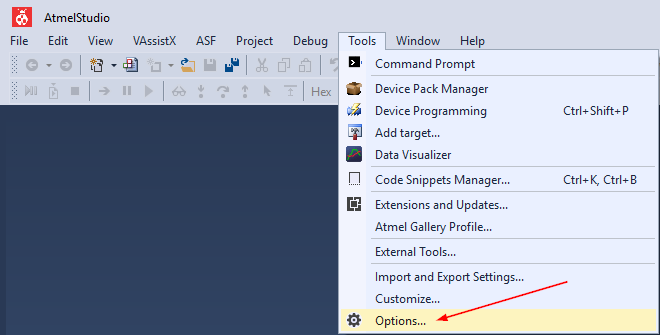 AtmelStudio
File Edit View VAssistX ASF Project Debug Tools Window Help
Hex
Command Prompt
Device Pack Manager
Device Programming Ctrl+Shift+P
Add target...
Data Visualizer
Code Snippets Manager... Ctrl+K, Ctrl+B
Extensions and Updates...
Atmel Gallery Profile...
External Tools...
Import and Export Settings...
Customize...
Options...